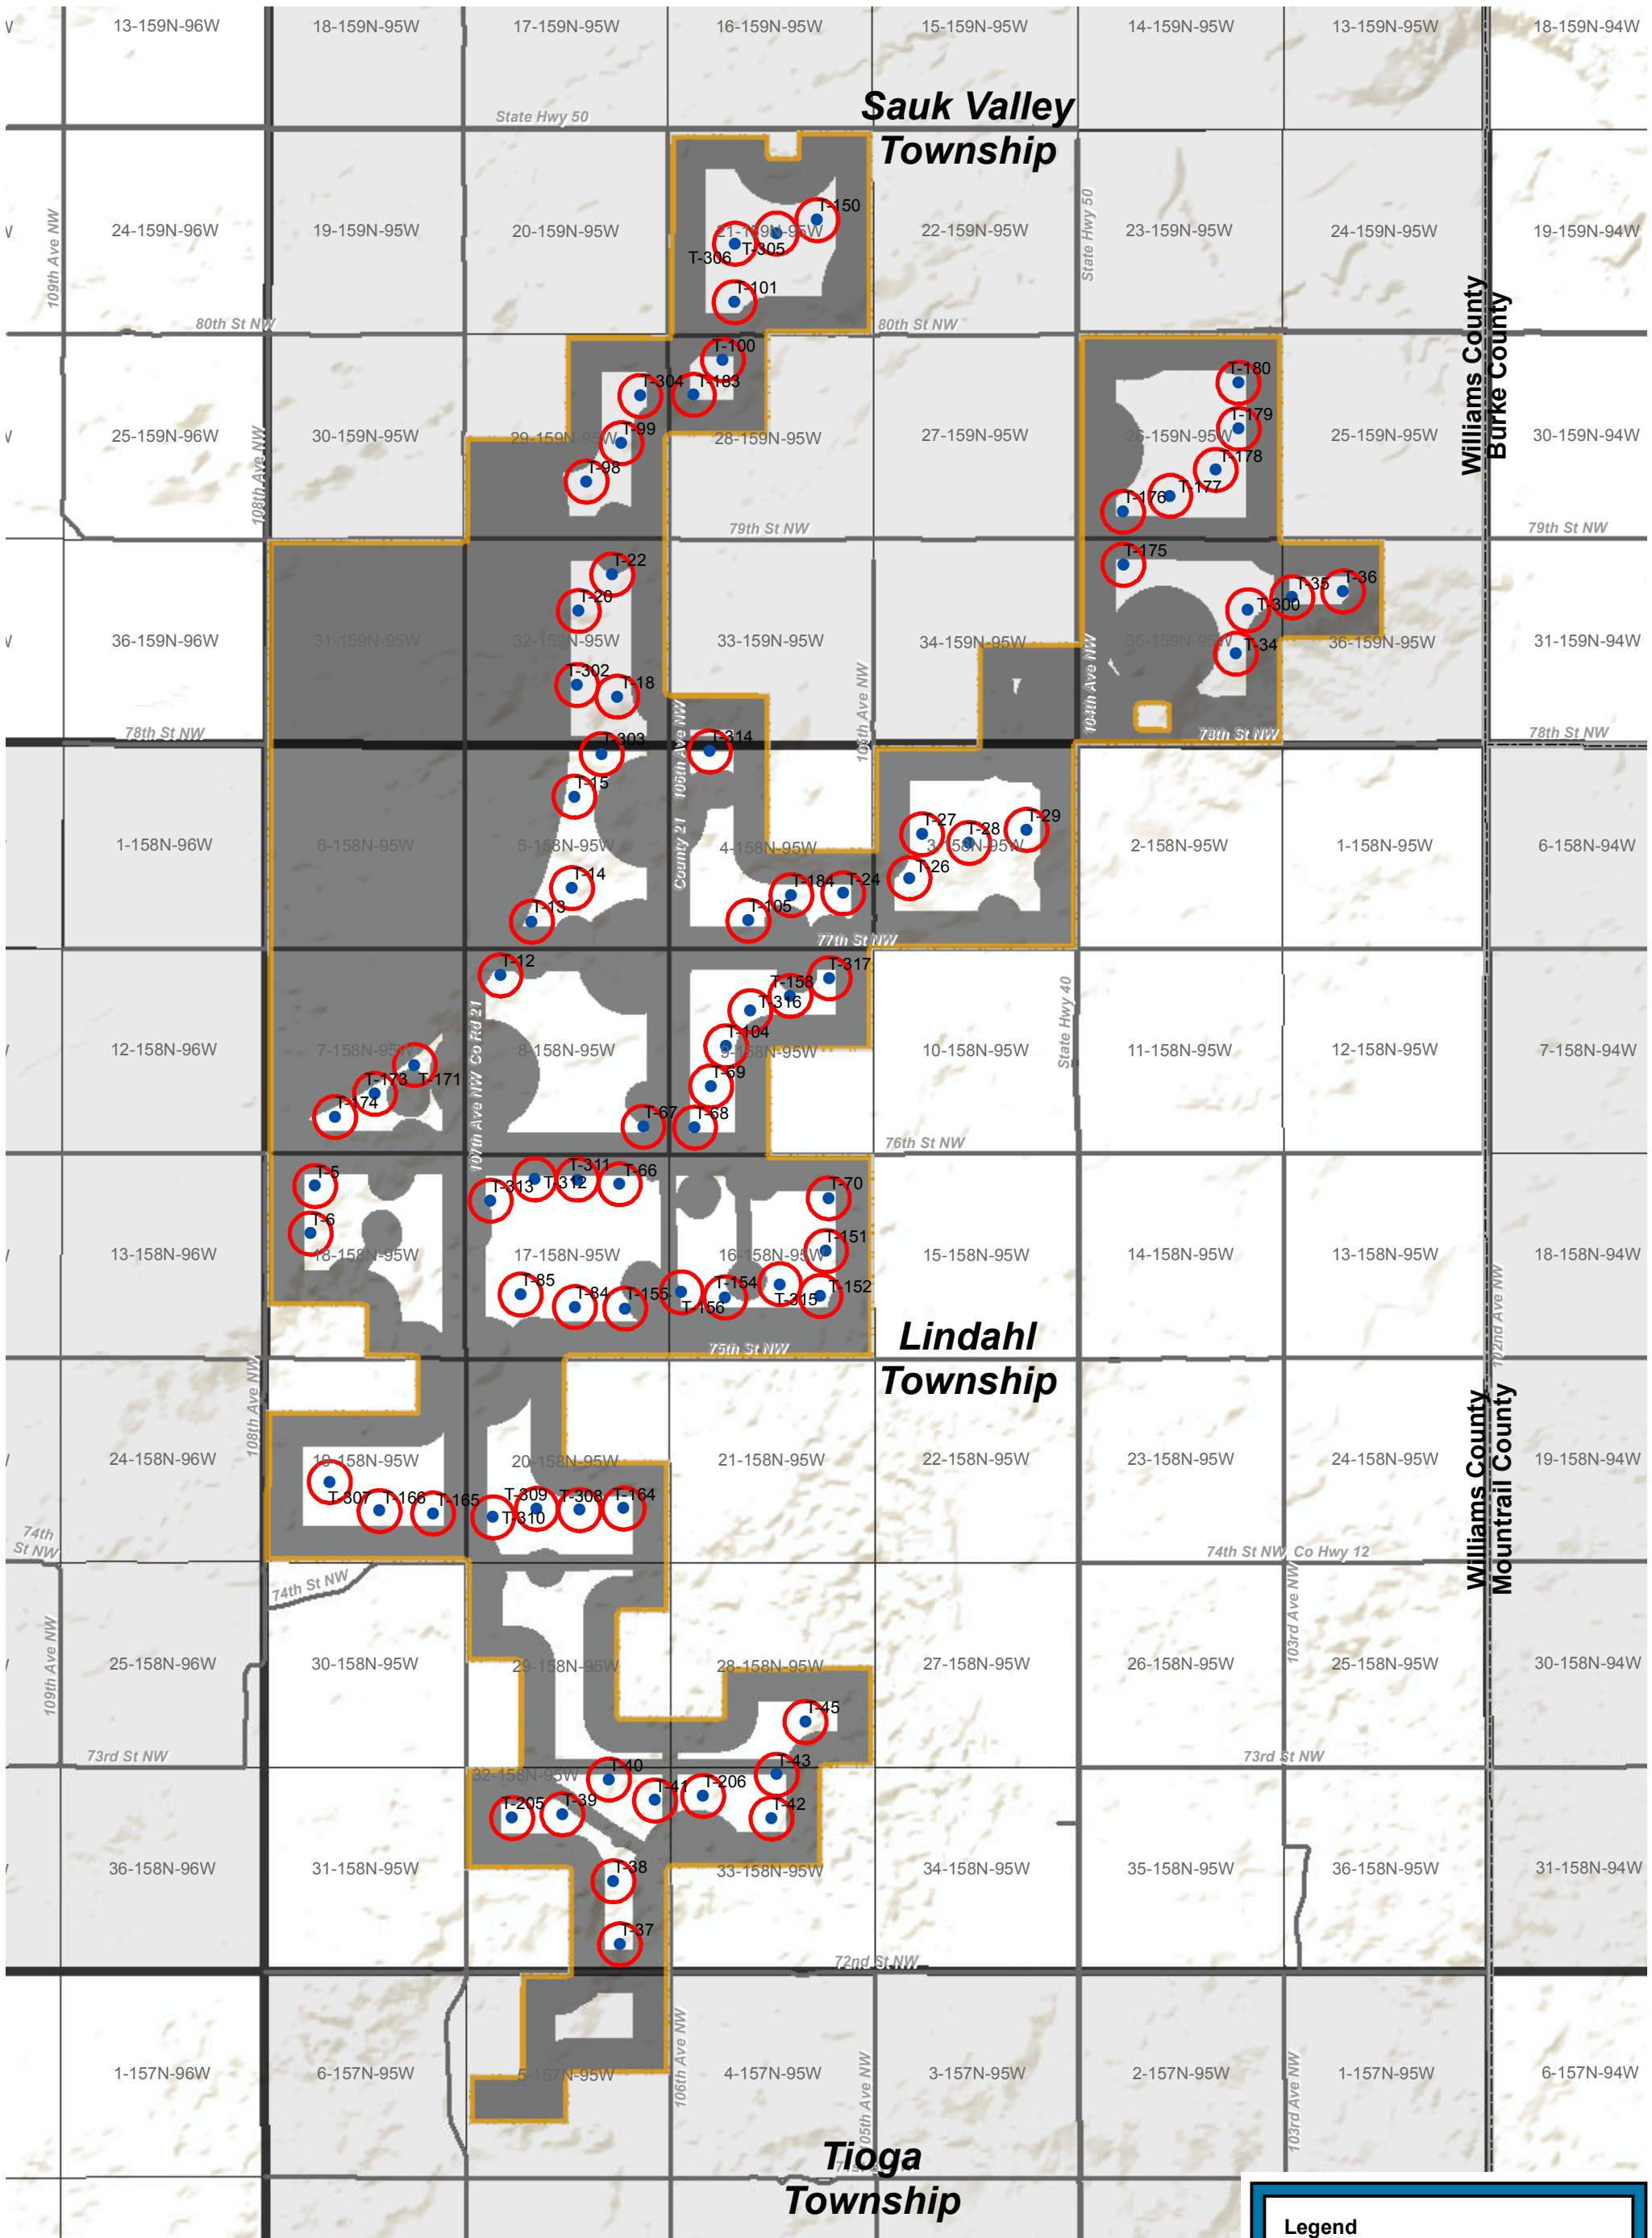 13-159N-96W
18-159N-95W
17-159N-95W
16-159N-95W
15-159N-95W
14-159N-95W
13-159N-95W
18-159N-94W
State Hwy 50
Sauk Valley
Township
109th Ave NW
24-159N-96W
19-159N-95W
20-159N-95W
21-159N-95W
22-159N-95W
State Hwy 50
23-159N-95W
24-159N-95W
19-159N-94W
T-150
T-305
T-306
T-101
80th St NW
80th St NW
Williams County
Burke County
T-100
T-304
T-183
T-99
T-98
T-180
T-179
T-178
T-177
T-176
25-159N-96W
108th Ave NW
30-159N-95W
29-159N-95W
28-159N-95W
27-159N-95W
26-159N-95W
25-159N-95W
30-159N-94W
79th St NW
79th St NW
T-22
T-20
T-302
T-18
T-175
T-35
T-36
T-300
T-34
36-159N-96W
31-159N-95W
32-159N-95W
33-159N-95W
34-159N-95W
35-159N-95W
36-159N-95W
31-159N-94W
106th Ave NW
105th Ave NW
104th Ave NW
78th St NW
78th St NW
78th St NW
T-303
T-314
T-15
T-14
T-13
T-184
T-24
T-105
T-27
T-28
T-29
T-26
1-158N-96W
6-158N-95W
5-158N-95W
County 21
4-158N-95W
3-158N-95W
2-158N-95W
1-158N-95W
6-158N-94W
77th St NW
T-12
T-317
T-158
T-316
T-104
T-69
T-68
T-67
T-171
T-173
T-174
12-158N-96W
7-158N-95W
107th Ave NW Co Rd 21
8-158N-95W
9-158N-95W
10-158N-95W
State Hwy 40
11-158N-95W
12-158N-95W
7-158N-94W
76th St NW
T-5
T-6
T-313
T-312
T-311
T-66
T-70
T-151
T-152
T-315
T-154
T-156
T-155
T-84
T-85
13-158N-96W
18-158N-95W
17-158N-95W
16-158N-95W
15-158N-95W
14-158N-95W
13-158N-95W
18-158N-94W
102nd Ave NW
75th St NW
Lindahl
Township
108th Ave NW
24-158N-96W
19-158N-95W
20-158N-95W
21-158N-95W
22-158N-95W
23-158N-95W
24-158N-95W
19-158N-94W
Williams County
Mountrail County
T-307
T-166
T-165
T-309
T-310
T-308
T-164
74th
St NW
74th St NW
74th St NW Co Hwy 12
109th Ave NW
25-158N-96W
30-158N-95W
29-158N-95W
28-158N-95W
27-158N-95W
26-158N-95W
103rd Ave NW
25-158N-95W
30-158N-94W
T-45
73rd St NW
73rd St NW
T-43
T-40
T-41
T-206
T-42
T-39
T-205
T-38
T-37
36-158N-96W
31-158N-95W
32-158N-95W
33-158N-95W
34-158N-95W
35-158N-95W
36-158N-95W
31-158N-94W
72nd St NW
1-157N-96W
6-157N-95W
5-157N-95W
106th Ave NW
4-157N-95W
105th Ave NW
3-157N-95W
2-157N-95W
103rd Ave NW
1-157N-95W
6-157N-94W
Tioga
Township
Legend